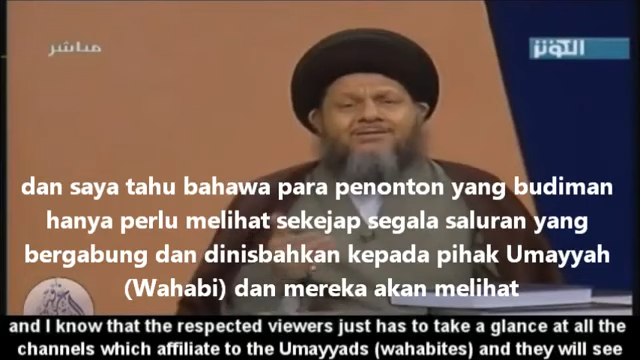 مباشر
الكوثر
dan saya tahu bahawa para penonton yang budiman
hanya perlu melihat sekejap segala saluran yang
bergabung dan dinisbahkan kepada pihak Umayyah
(Wahabi) dan mereka akan melihat
and I know that the respected viewers just has to take a glance at all the
channels which affiliate to the Umayyads (wahabites) and they will see